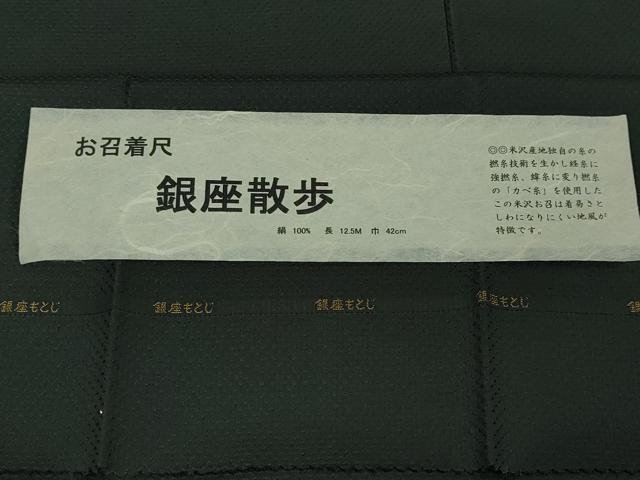 お召着尺
銀座散歩
絹 100% 長 12.5M 巾 42cm
◎◎米沢産地独自の糸の
撚糸技術を生かし経糸に
強撚糸、緯糸に変り撚糸
の「カベ糸」を使用した
この米沢お召は着易さと
しわになりにくい地風が
特徴です。
銀座もとじ 銀座もとじ 銀座もとじ 銀座もとじ 銀